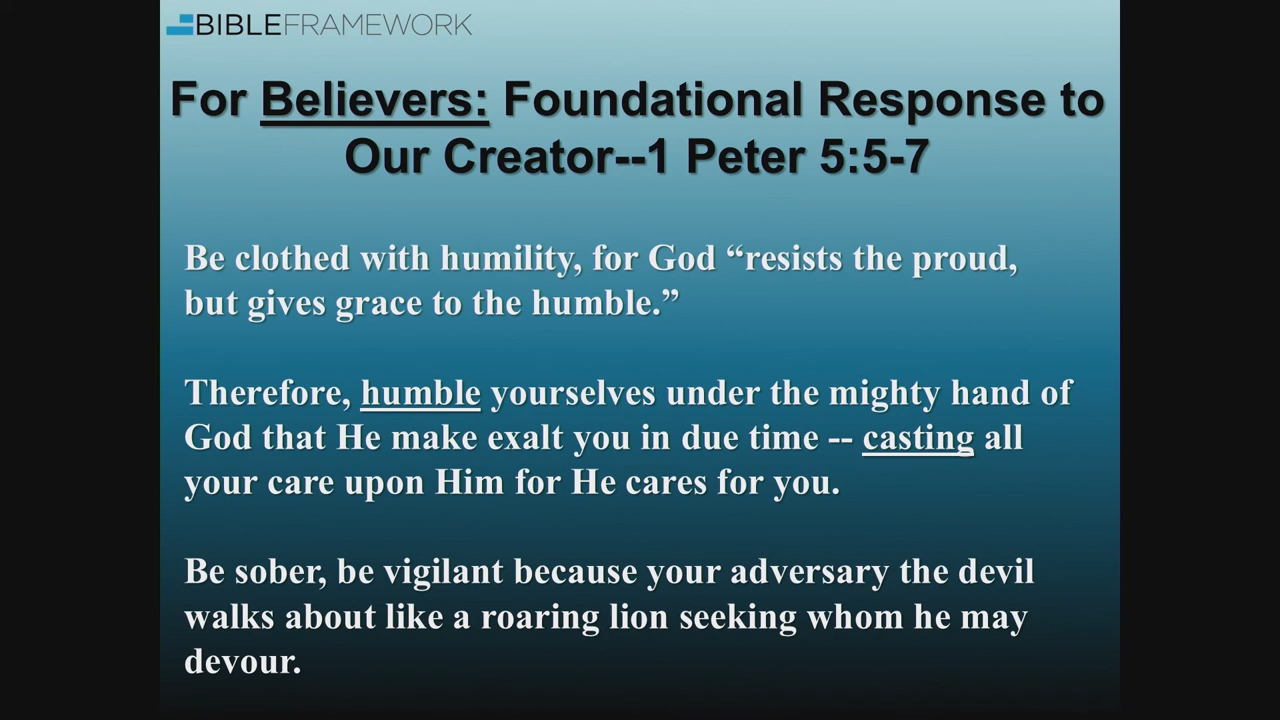 BIBLEFRAMEWORK
For Believers: Foundational Response to
Our Creator--1 Peter 5:5-7
Be clothed with humility, for God “resists the proud,
but gives grace to the humble.”
Therefore, humble yourselves under the mighty hand of
God that He make exalt you in due time -- casting all
your care upon Him for He cares for you.
Be sober, be vigilant because your adversary the devil
walks about like a roaring lion seeking whom he may
devour.